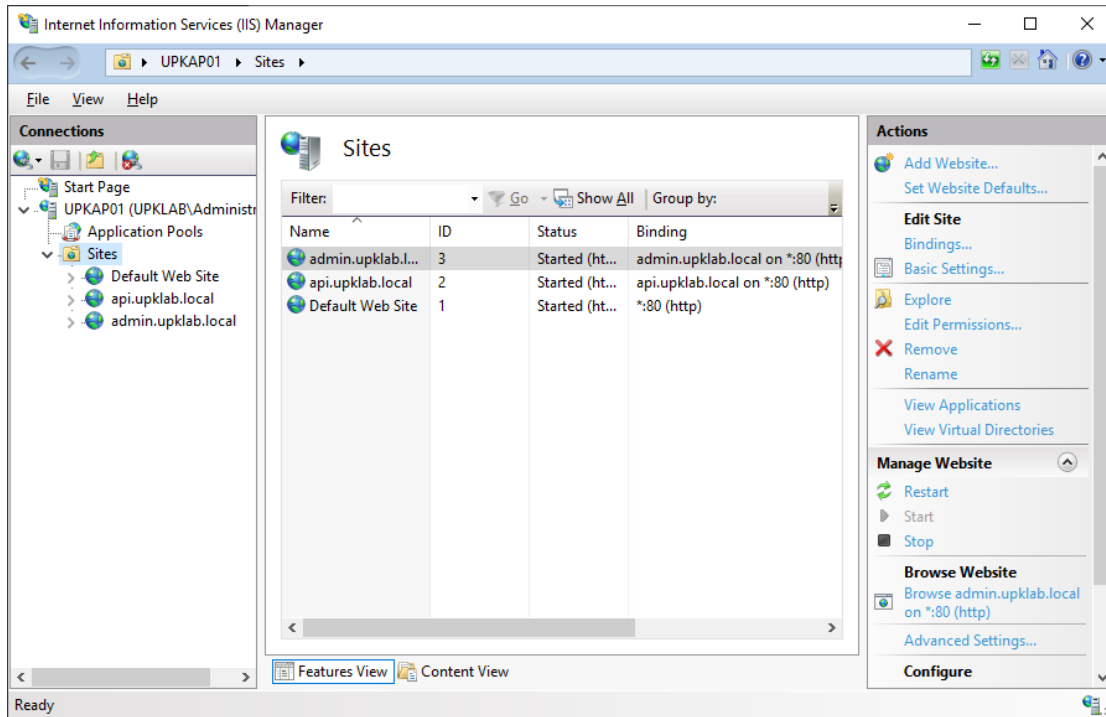 Internet Information Services (IIS) Manager
UPKAP01 Sites
File View Help
Connections
Start Page
UPKAP01 (UPKLAB\Administr
Application Pools
Sites
Default Web Site
api.upklab.local
admin.upklab.local
Sites
Filter: Go Show All Group by:
Name ID Status Binding
admin.upklab.l... 3 Started (ht... admin.upklab.local on *:80 (http
api.upklab.local 2 Started (ht... api.upklab.local on *:80 (http)
Default Web Site 1 Started (ht... *:80 (http)
Features View Content View
Actions
Add Website...
Set Website Defaults...
Edit Site
Bindings...
Basic Settings...
Explore
Edit Permissions...
Remove
Rename
View Applications
View Virtual Directories
Manage Website
Restart
Start
Stop
Browse Website
Browse admin.upklab.local
on *:80 (http)
Advanced Settings...
Configure
Ready